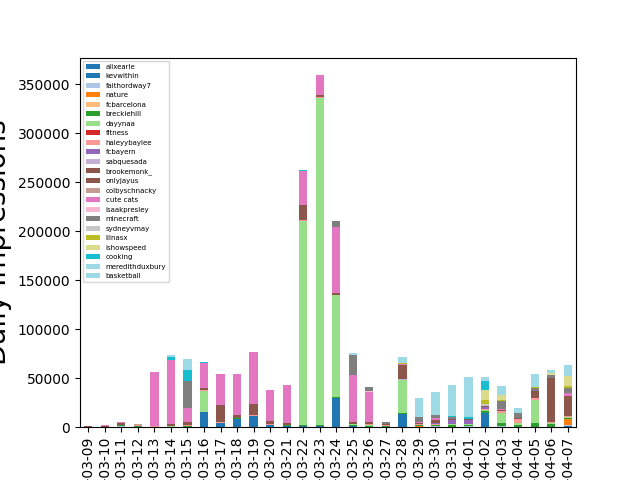 Daily Impressions
350000
300000
250000
200000
150000
100000
50000
0
alixearle
kevwithin
faithordway7
nature
fcbarcelona
breckiehill
dayynaa
fitness
haleyybaylee
fcbayern
sabquesada
brookemonk_
onlyjayus
colbyschnacky
cute cats
isaakpresley
minecraft
sydneyvmay
ilinasx
ishowspeed
cooking
meredithduxbury
basketball
03-09
03-10
03-11
03-12
03-13
03-14
03-15
03-16
03-17
03-18
03-19
03-20
03-21
03-22
03-23
03-24
03-25
03-26
03-27
03-28
03-29
03-30
03-31
04-01
04-02
04-03
04-04
04-05
04-06
04-07